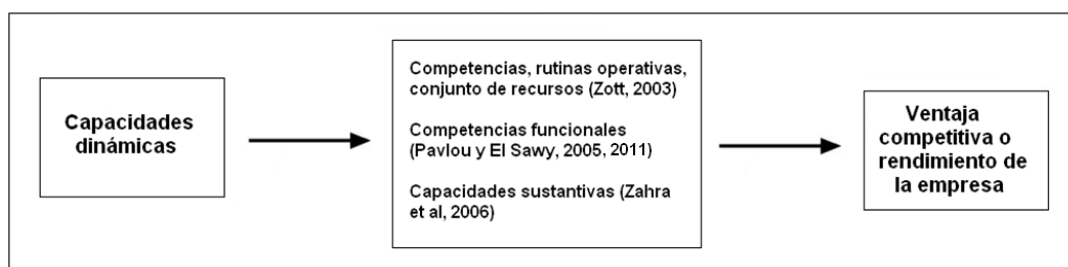 Capacidades
dinámicas
Competencias, rutinas operativas,
conjunto de recursos (Zott, 2003)
Competencias funcionales
(Pavlou y El Sawy, 2005, 2011)
Capacidades sustantivas (Zahra
et al, 2006)
Ventaja
competitiva o
rendimiento de
la empresa